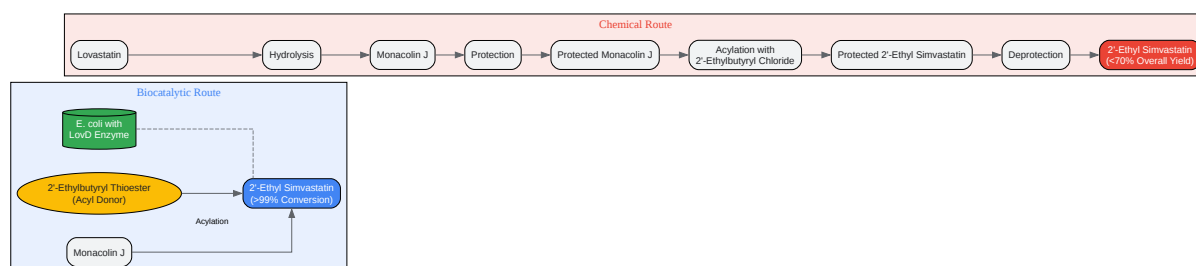 Chemical Route
Lovastatin
Hydrolysis
Monacolin J
Protection
Protected Monacolin J
Acylation with
2'-Ethylbutyryl Chloride
Protected 2'-Ethyl Simvastatin
Deprotection
2'-Ethyl Simvastatin
(<70% Overall Yield)
Biocatalytic Route
E. coli with
LovD Enzyme
2'-Ethylbutyryl Thioester
(Acyl Donor)
2'-Ethyl Simvastatin
(>99% Conversion)
Acylation
Monacolin J